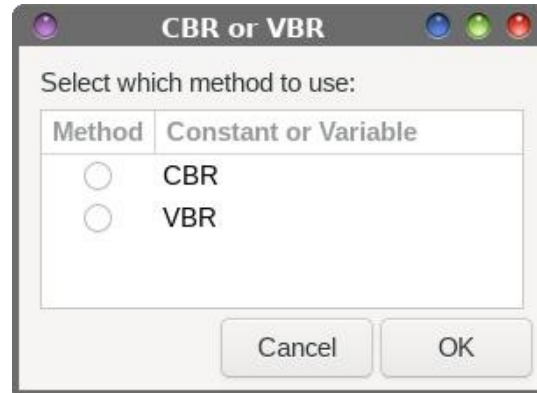 CBR or VBR
Select which method to use:
Method Constant or Variable
CBR
VBR
Cancel OK